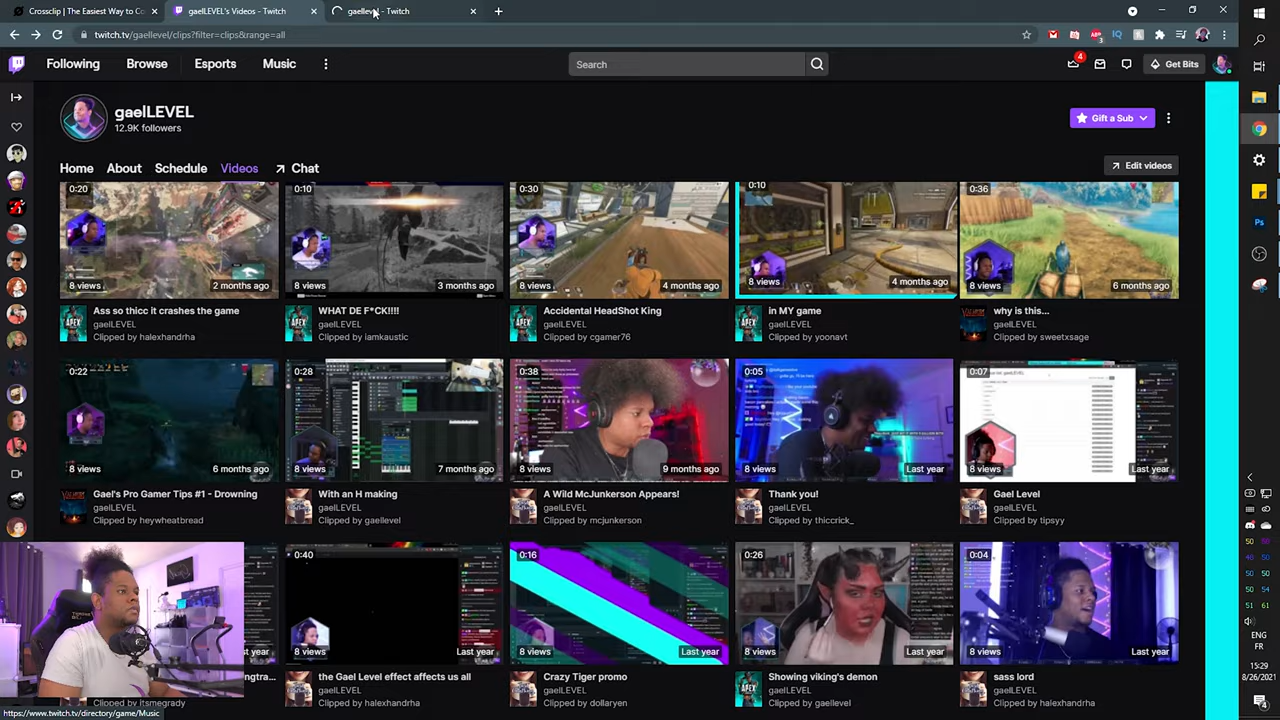 Crossclip | The Easiest Way to Co
gaelLEVEL's Videos - Twitch
gaellevel - Twitch
twitch.tv/gaellevel/clips?filter=clips&range=all
Following
Browse
Esports
Music
Search
4
Get Bits
gaelLEVEL
12.9K followers
Gift a Sub
Home
About
Schedule
Videos
Chat
Edit videos
0:20
8 views
2 months ago
0:10
8 views
3 months ago
0:30
8 views
4 months ago
0:10
8 views
4 months ago
0:36
8 views
6 months ago
Ass so thicc it crashes the game
gaelLEVEL
Clipped by halexhandrha
WHAT DE F*CK!!!!
gaelLEVEL
Clipped by iamkaustic
Accidental HeadShot King
gaelLEVEL
Clipped by cgamer76
in MY game
gaelLEVEL
Clipped by yoonavt
why is this...
gaelLEVEL
Clipped by sweetxsage
0:22
8 views
6 months ago
0:28
8 views
7 months ago
0:38
8 views
8 months ago
0:05
8 views
Last year
0:07
8 views
Last year
Gael's Pro Gamer Tips #1 - Drowning
gaelLEVEL
Clipped by heywheatbread
With an H making
gaelLEVEL
Clipped by gaellevel
A Wild McJunkerson Appears!
gaelLEVEL
Clipped by mcjunkerson
Thank you!
gaelLEVEL
Clipped by thiccrick_
Gael Level
gaelLEVEL
Clipped by tipsyy
Last year
0:40
8 views
Last year
0:16
8 views
Last year
0:26
8 views
Last year
0:04
8 views
Last year
Clipped by itsmegrady
the Gael Level effect affects us all
gaelLEVEL
Clipped by halexhandrha
Crazy Tiger promo
gaelLEVEL
Clipped by dollaryen
Showing viking's demon
gaelLEVEL
Clipped by gaellevel
sass lord
gaelLEVEL
Clipped by halexhandrha
https://www.twitch.tv/directory/game/Music
Ps
ENG
FR
15:29
8/26/2021